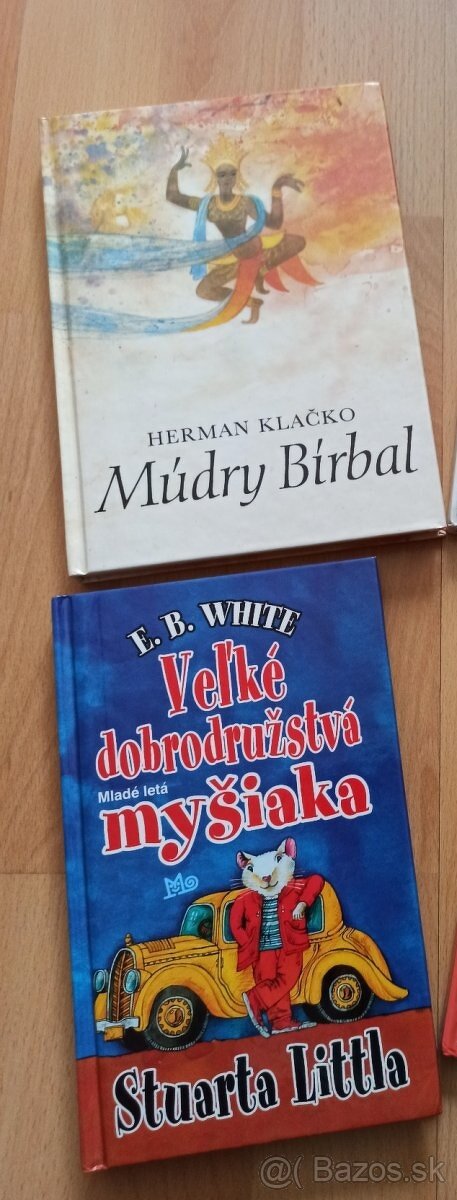 HERMAN KLAČKO
Múdry Bírbal
E. B. WHITE
Veľké
dobrodružstvá
Mladé letá
myšiaka
Stuarta Littla
@( Bazos.sk